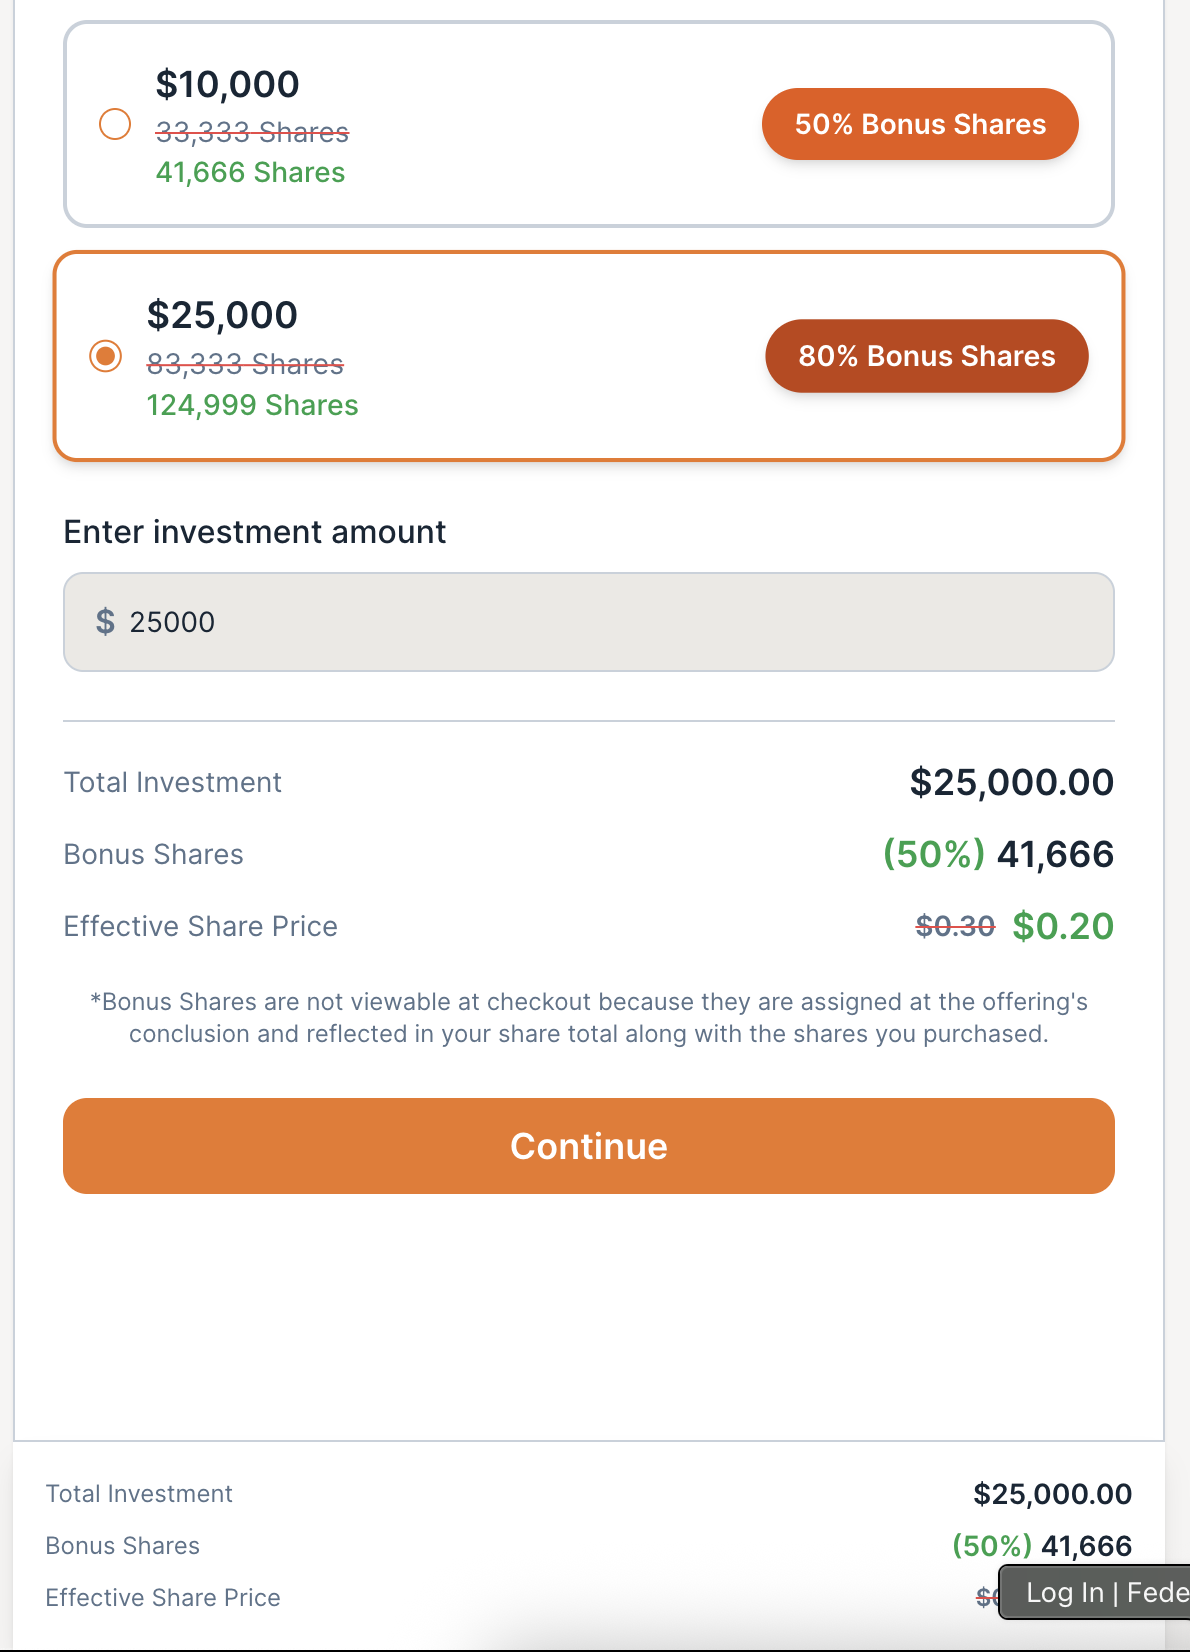 $10,000
33,333 Shares
41,666 Shares
50% Bonus Shares
$25,000
83,333 Shares
124,999 Shares
80% Bonus Shares
Enter investment amount
$ 25000
Total Investment $25,000.00
Bonus Shares (50%) 41,666
Effective Share Price $0.30 $0.20
*Bonus Shares are not viewable at checkout because they are assigned at the offering's
conclusion and reflected in your share total along with the shares you purchased.
Continue
Total Investment $25,000.00
Bonus Shares (50%) 41,666
Effective Share Price
Log In | Fede